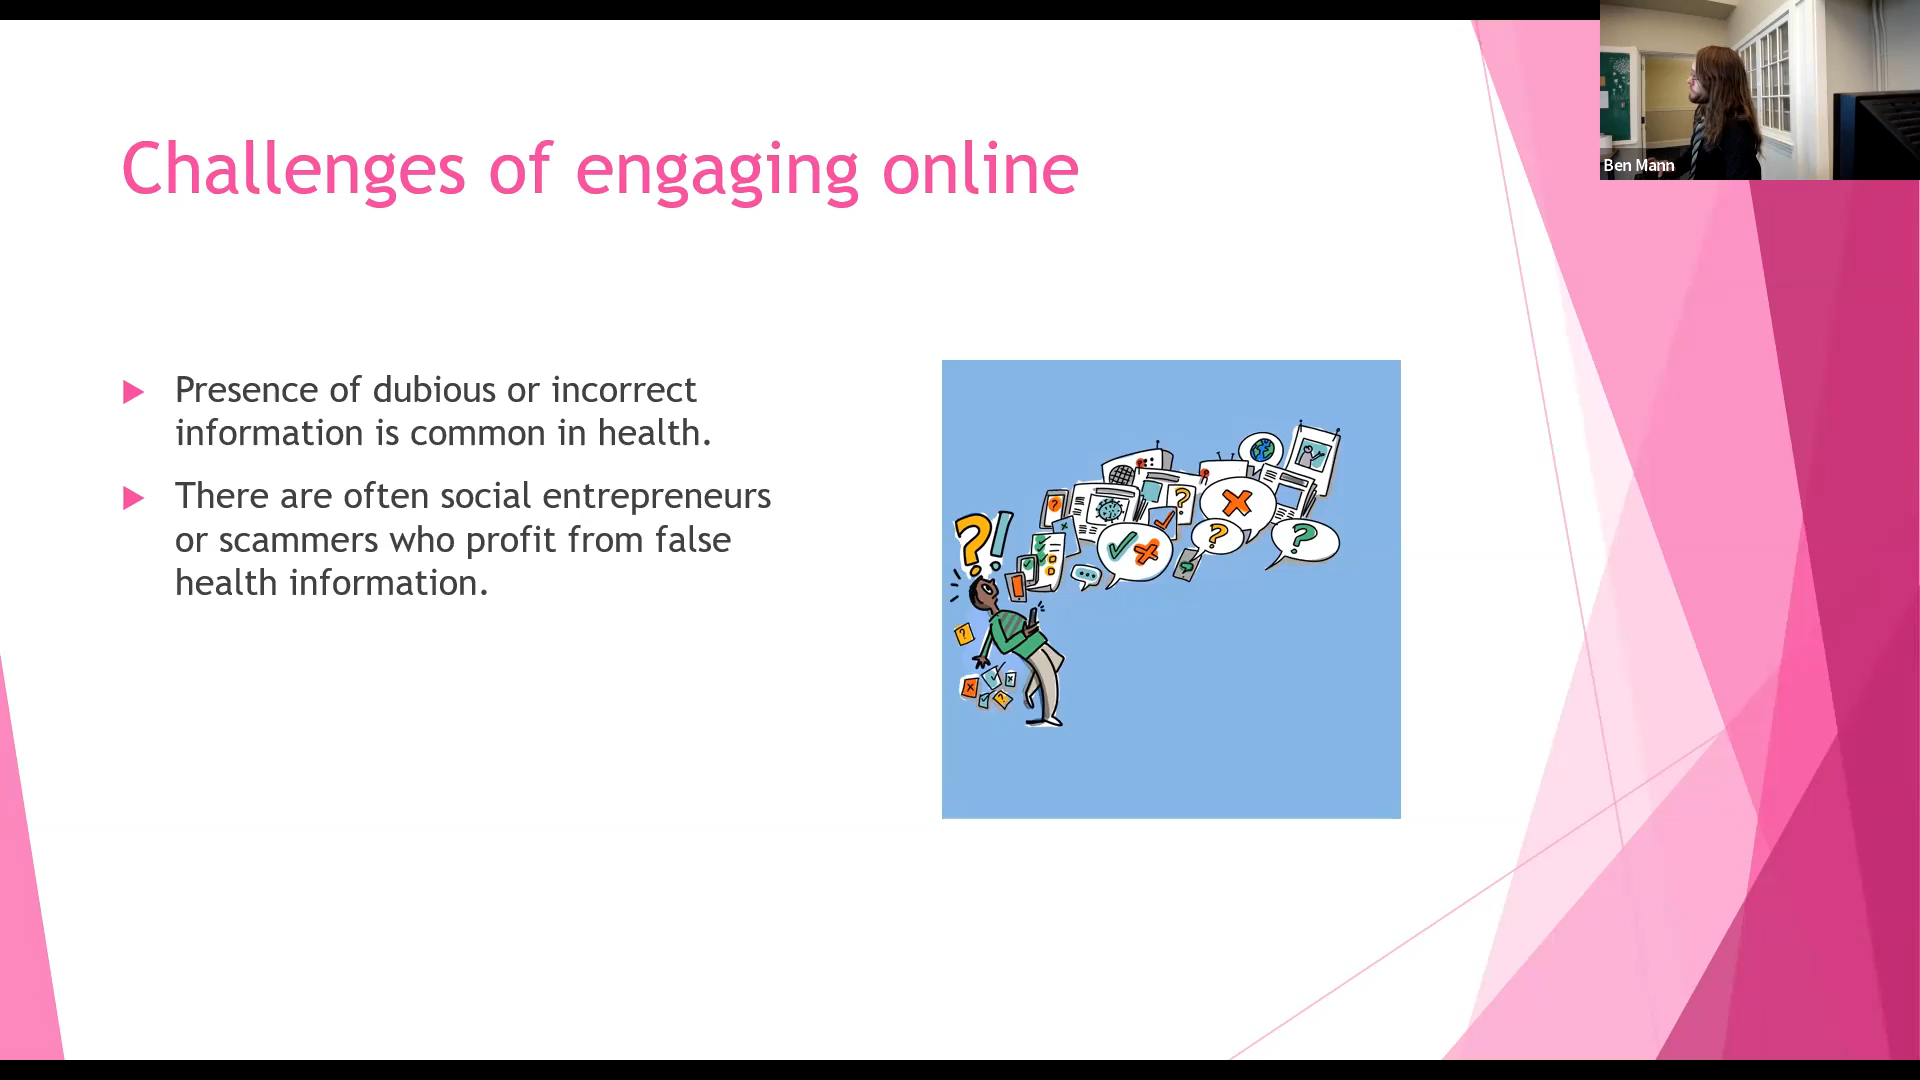 Challenges of engaging online
Presence of dubious or incorrect
information is common in health.
There are often social entrepreneurs
or scammers who profit from false
health information.
Ben Mann